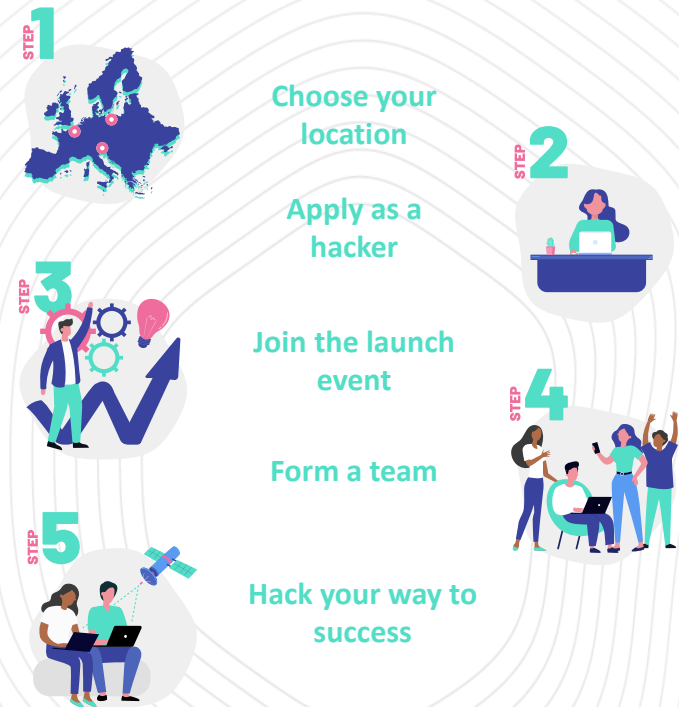 STEP 1
Choose your
location
STEP 2
Apply as a
hacker
STEP 3
Join the launch
event
STEP 4
Form a team
STEP 5
Hack your way to
success